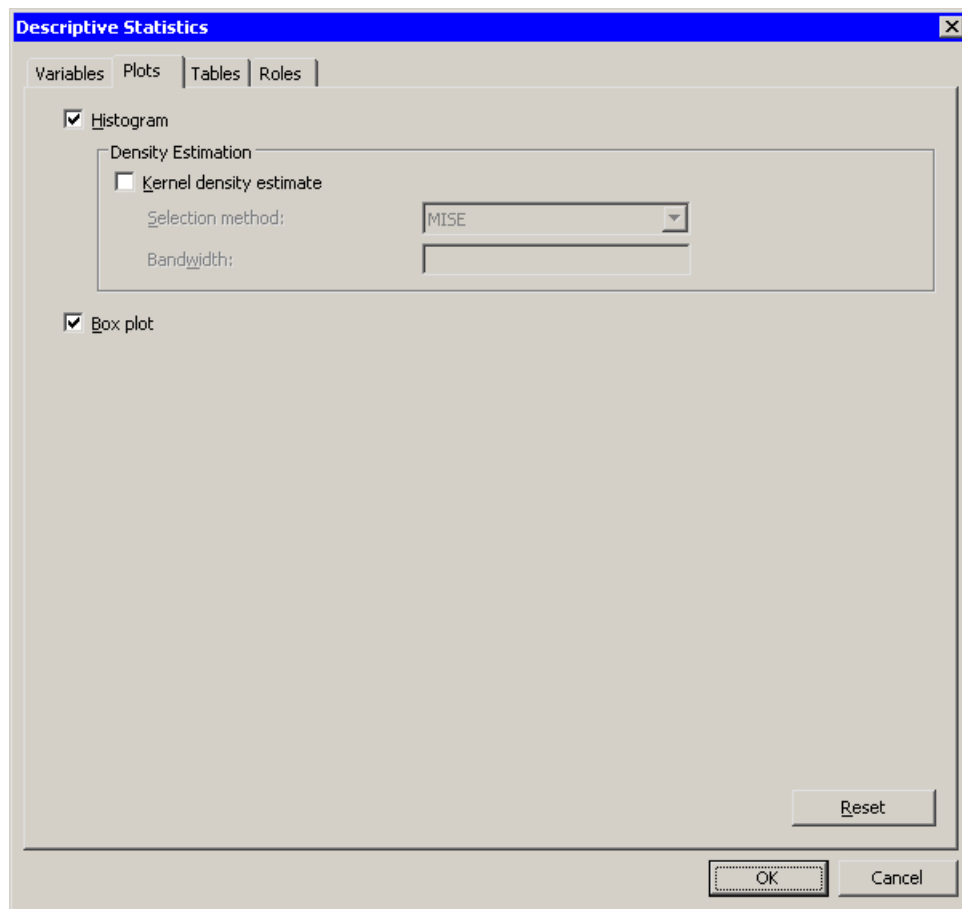 Descriptive Statistics
Variables Plots Tables Roles
Histogram
Density Estimation
Kernel density estimate
Selection method: MISE
Bandwidth:
Box plot
Reset
OK Cancel